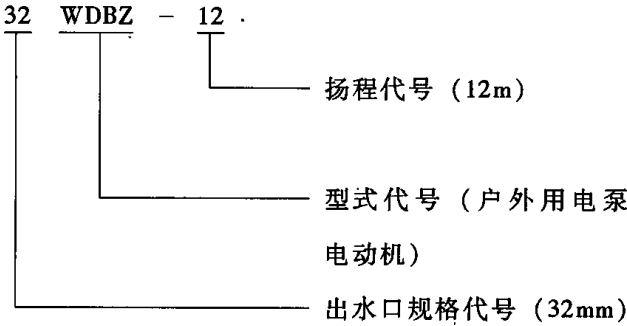 32 WDBZ - 12 .
扬程代号 (12m)
型式代号 (户外用电泵
电动机)
出水口规格代号 (32mm)